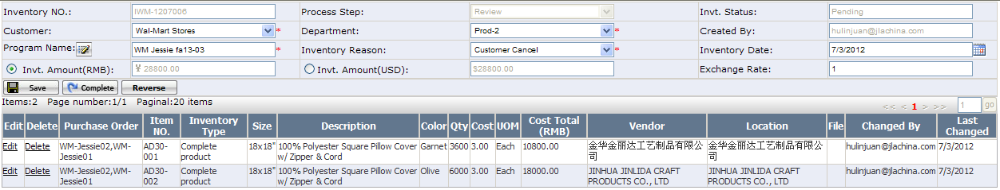 Inventory NO.: IWM-1207006 Process Step: Review Invt. Status: Pending
Customer: Wal-Mart Stores * Department: Prod-2 * Created By: hulinjuan@jlachina.com
Program Name: WM Jessie fa13-03 * Inventory Reason: Customer Cancel * Inventory Date: 7/3/2012
Invt. Amount(RMB): ¥ 28800.00 Invt. Amount(USD): $28800.00 Exchange Rate: 1
Save Complete Reverse
Items:2 Page number:1/1 Paginal:20 items << < 1 > >> 1 go
Edit Delete Purchase Order Item NO. Inventory Type Size Description Color Qty Cost UOM Cost Total (RMB) Vendor Location File Changed By Last Changed
Edit Delete WM-Jessie02,WM-Jessie01 AD30-001 Complete product 18x18" 100% Polyester Square Pillow Cover w/ Zipper & Cord Garnet 3600 3.00 Each 10800.00 金华金丽达工艺制品有限公司 金华金丽达工艺制品有限公司 hulinjuan@jlachina.com 7/3/2012
Edit Delete WM-Jessie02,WM-Jessie01 AD30-002 Complete product 18x18" 100% Polyester Square Pillow Cover w/ Zipper & Cord Olive 6000 3.00 Each 18000.00 JINHUA JINLIDA CRAFT PRODUCTS CO., LTD JINHUA JINLIDA CRAFT PRODUCTS CO., LTD hulinjuan@jlachina.com 7/3/2012